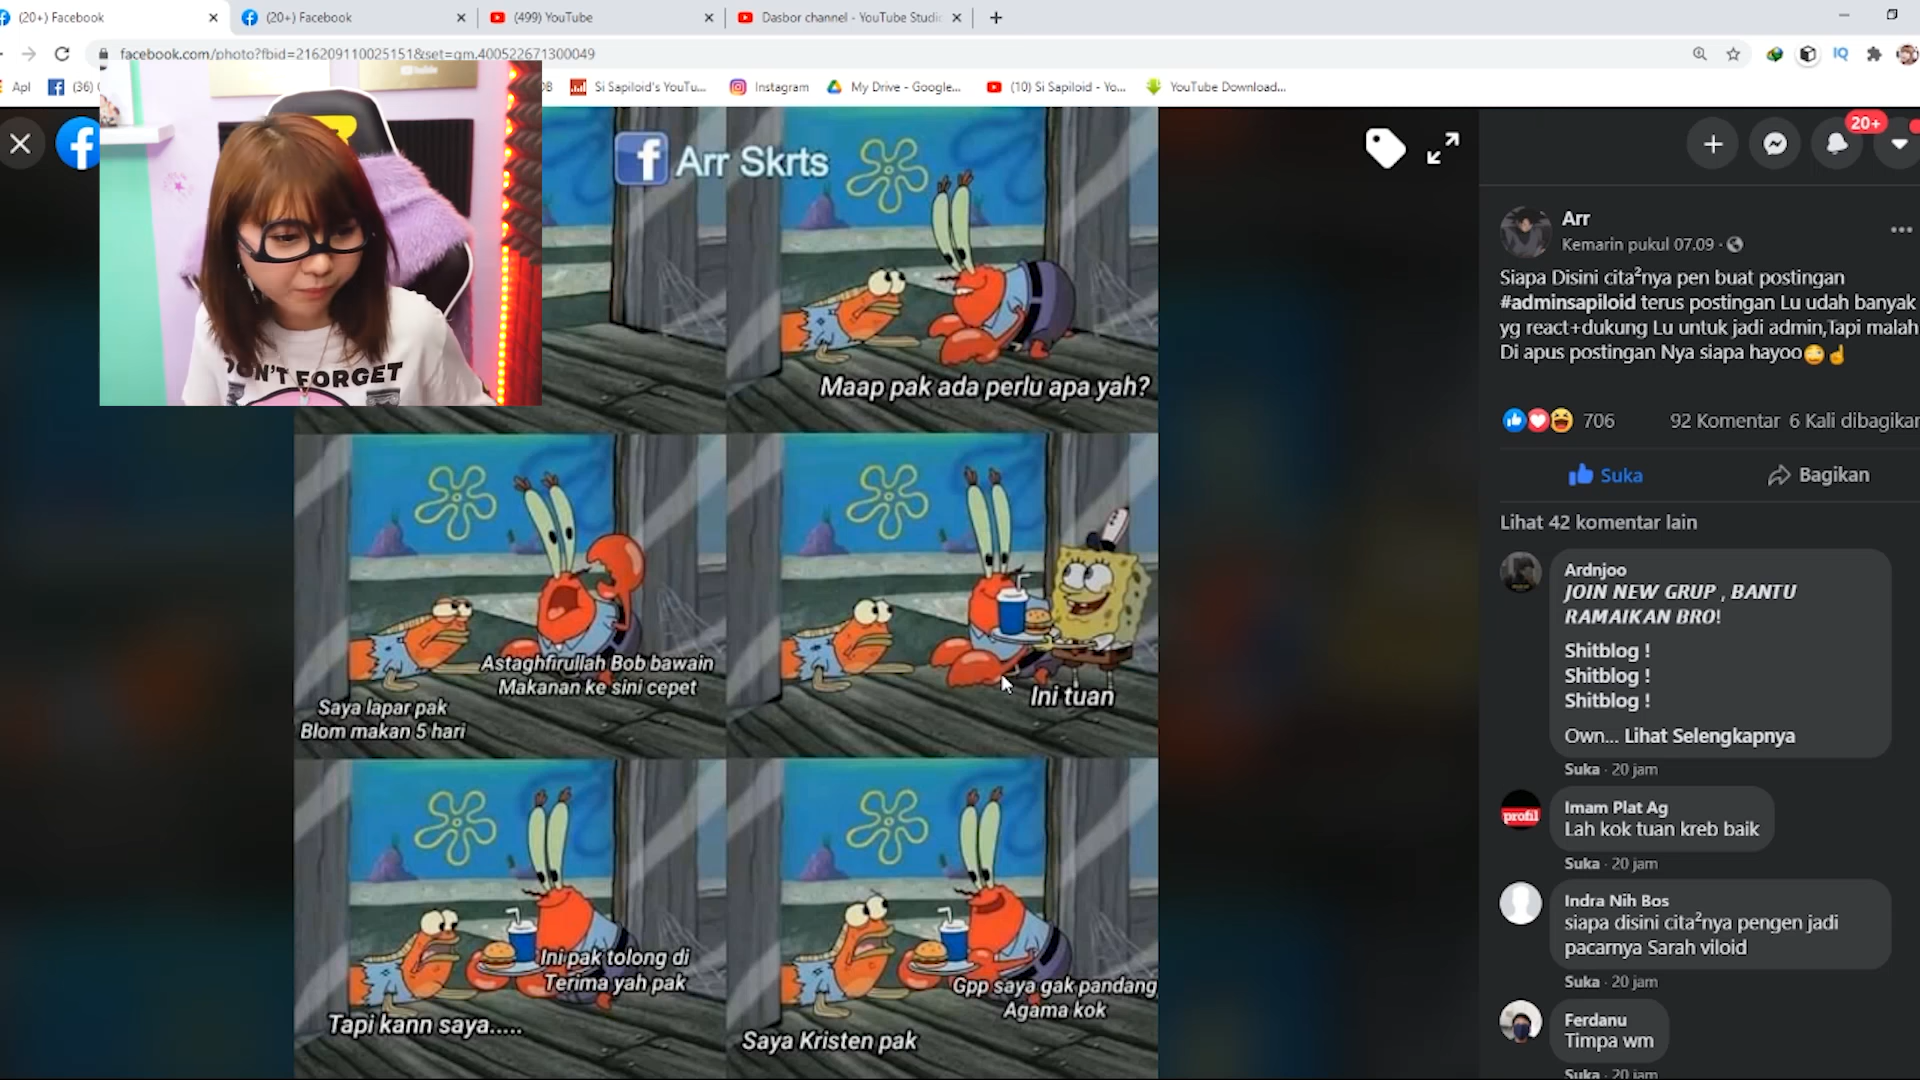 (20+) Facebook
(20+) Facebook
(499) YouTube
Dasbor channel - YouTube Studi
facebook.com/photo?fbid=216209110025151&set=gm.400522671300049
IQ
Apl
(36)
DB
Si Sapiloid's YouTu...
Instagram
My Drive - Google...
(10) Si Sapiloid - Yo...
YouTube Download...
DON'T FORGET
Arr Skrts
Maap pak ada perlu apa yah?
Astaghfirullah Bob bawain
Makanan ke sini cepet
Saya lapar pak
Blom makan 5 hari
Ini tuan
Ini pak tolong di
Terima yah pak
Tapi kann saya.....
Gpp saya gak pandang
Agama kok
Saya Kristen pak
20+
Arr
Kemarin pukul 07.09
Siapa Disini cita²nya pen buat postingan
#adminsapiloid terus postingan Lu udah banyak
yg react+dukung Lu untuk jadi admin,Tapi malah
Di apus postingan Nya siapa hayoo😳☝
706
92 Komentar 6 Kali dibagikan
Suka
Bagikan
Lihat 42 komentar lain
Ardnjoo
JOIN NEW GRUP , BANTU
RAMAIKAN BRO!
Shitblog !
Shitblog !
Shitblog !
Own... Lihat Selengkapnya
Suka · 20 jam
profil
Imam Plat Ag
Lah kok tuan kreb baik
Suka · 20 jam
Indra Nih Bos
siapa disini cita²nya pengen jadi
pacarnya Sarah viloid
Suka · 20 jam
Ferdanu
Timpa wm
Suka · 20 jam